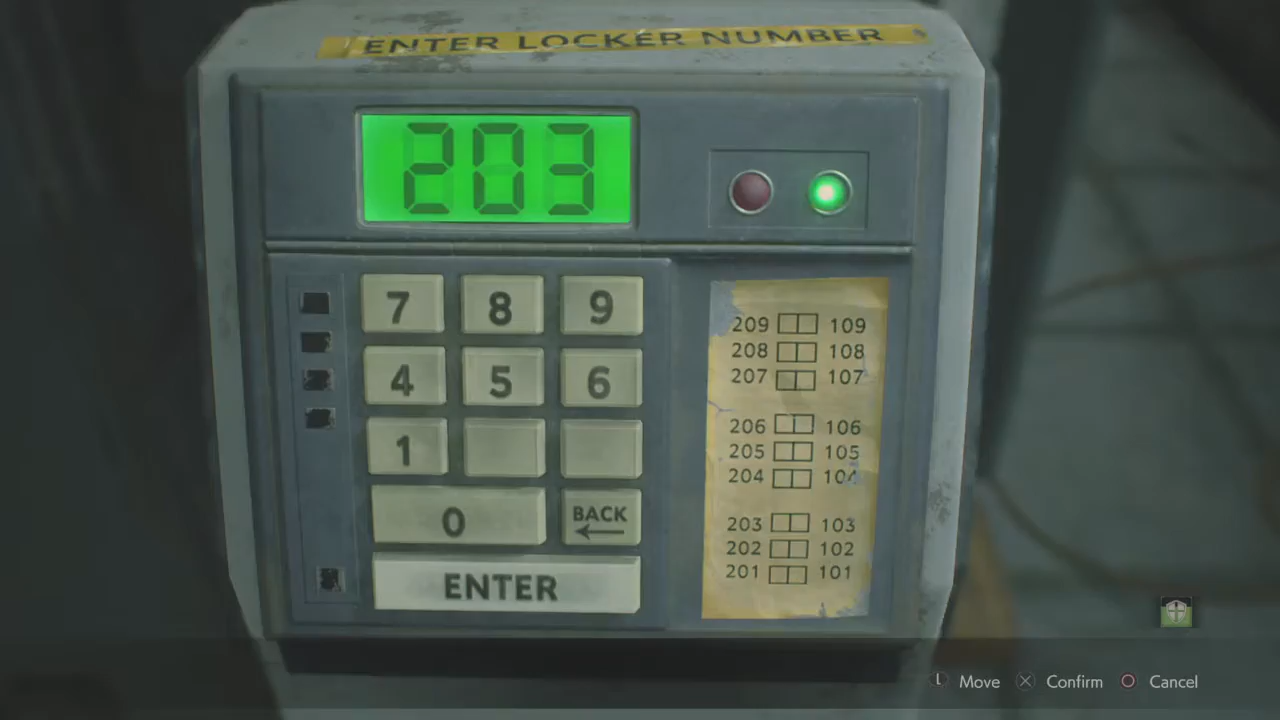 ENTER LOCKER NUMBER
203
7 8 9
4 5 6
1
0 BACK
ENTER
209 109
208 108
207 107
206 106
205 105
204 104
203 103
202 102
201 101
L Move Confirm Cancel